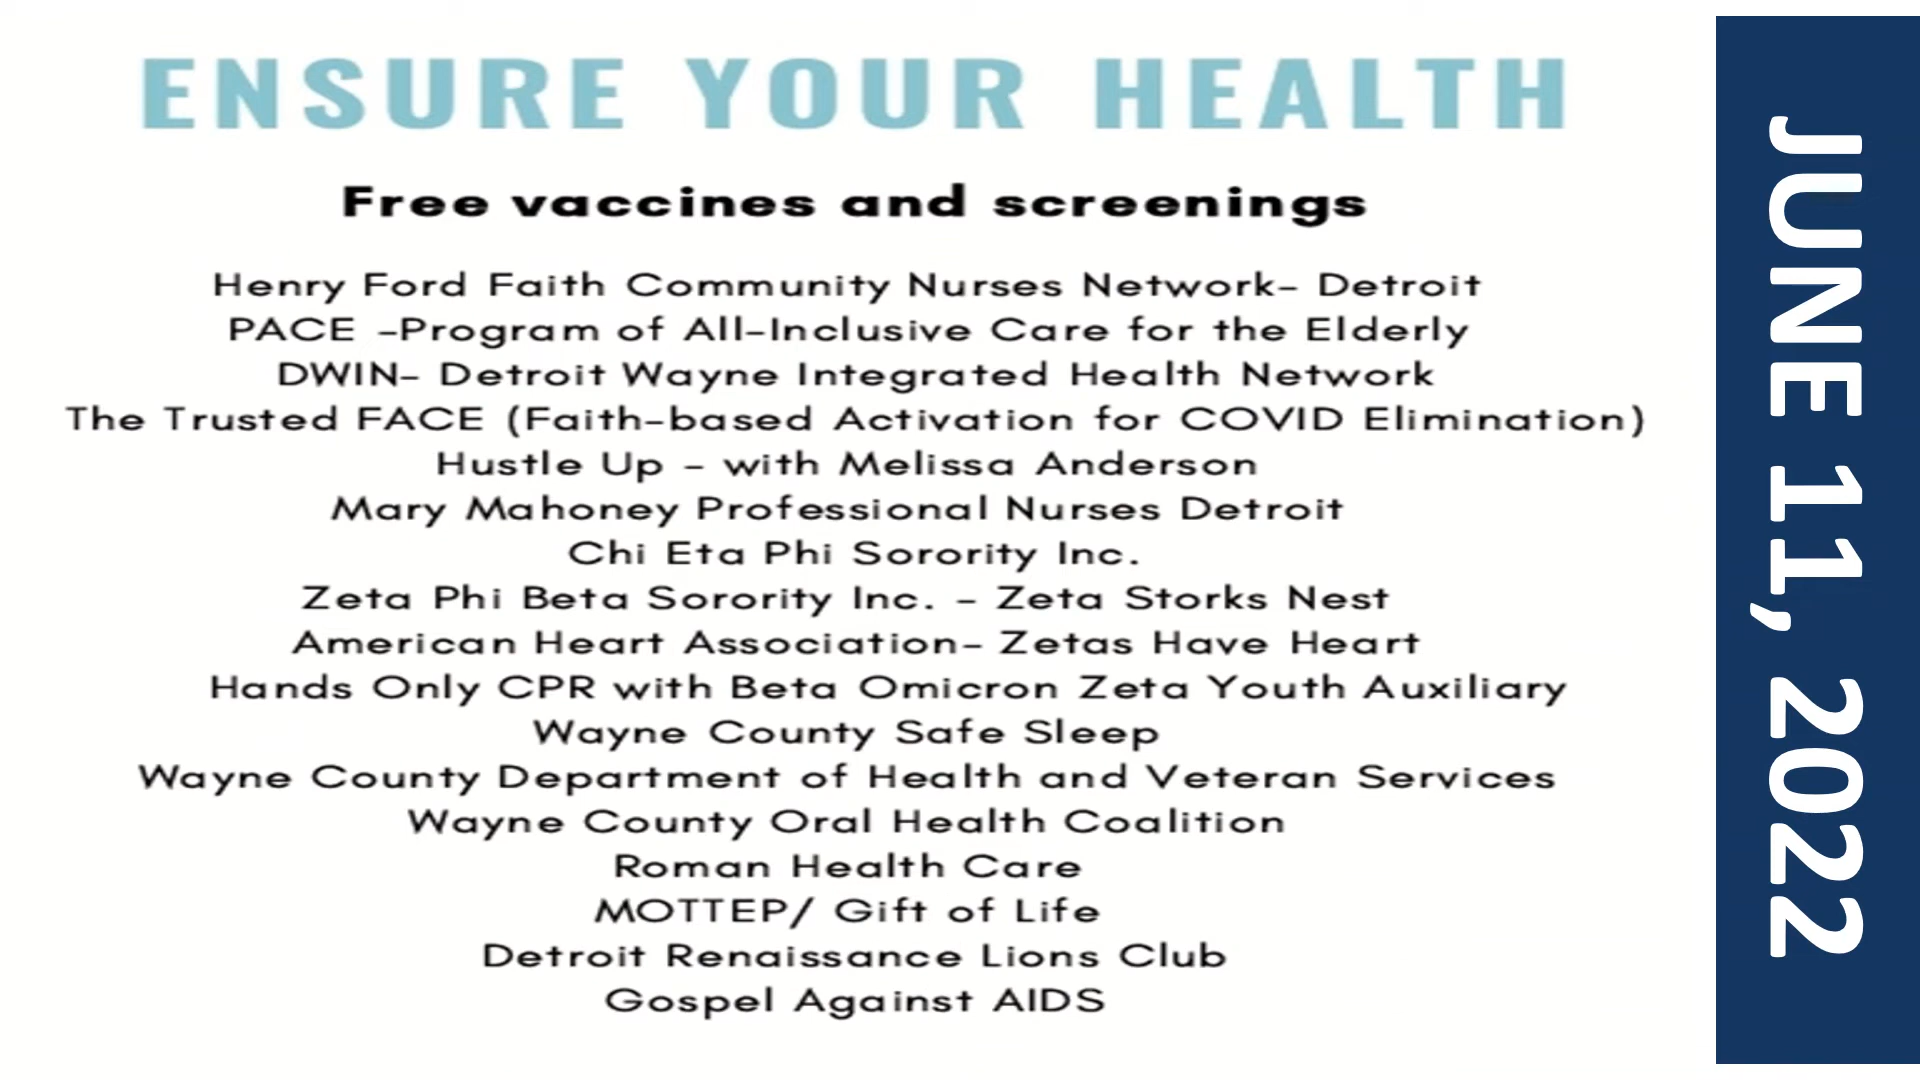 ENSURE YOUR HEALTH
Free vaccines and screenings
Henry Ford Faith Community Nurses Network- Detroit
PACE -Program of All-Inclusive Care for the Elderly
DWIN- Detroit Wayne Integrated Health Network
The Trusted FACE (Faith-based Activation for COVID Elimination)
Hustle Up - with Melissa Anderson
Mary Mahoney Professional Nurses Detroit
Chi Eta Phi Sorority Inc.
Zeta Phi Beta Sorority Inc. - Zeta Storks Nest
American Heart Association- Zetas Have Heart
Hands Only CPR with Beta Omicron Zeta Youth Auxiliary
Wayne County Safe Sleep
Wayne County Department of Health and Veteran Services
Wayne County Oral Health Coalition
Roman Health Care
MOTTEP/ Gift of Life
Detroit Renaissance Lions Club
Gospel Against AIDS
JUNE 11, 2022